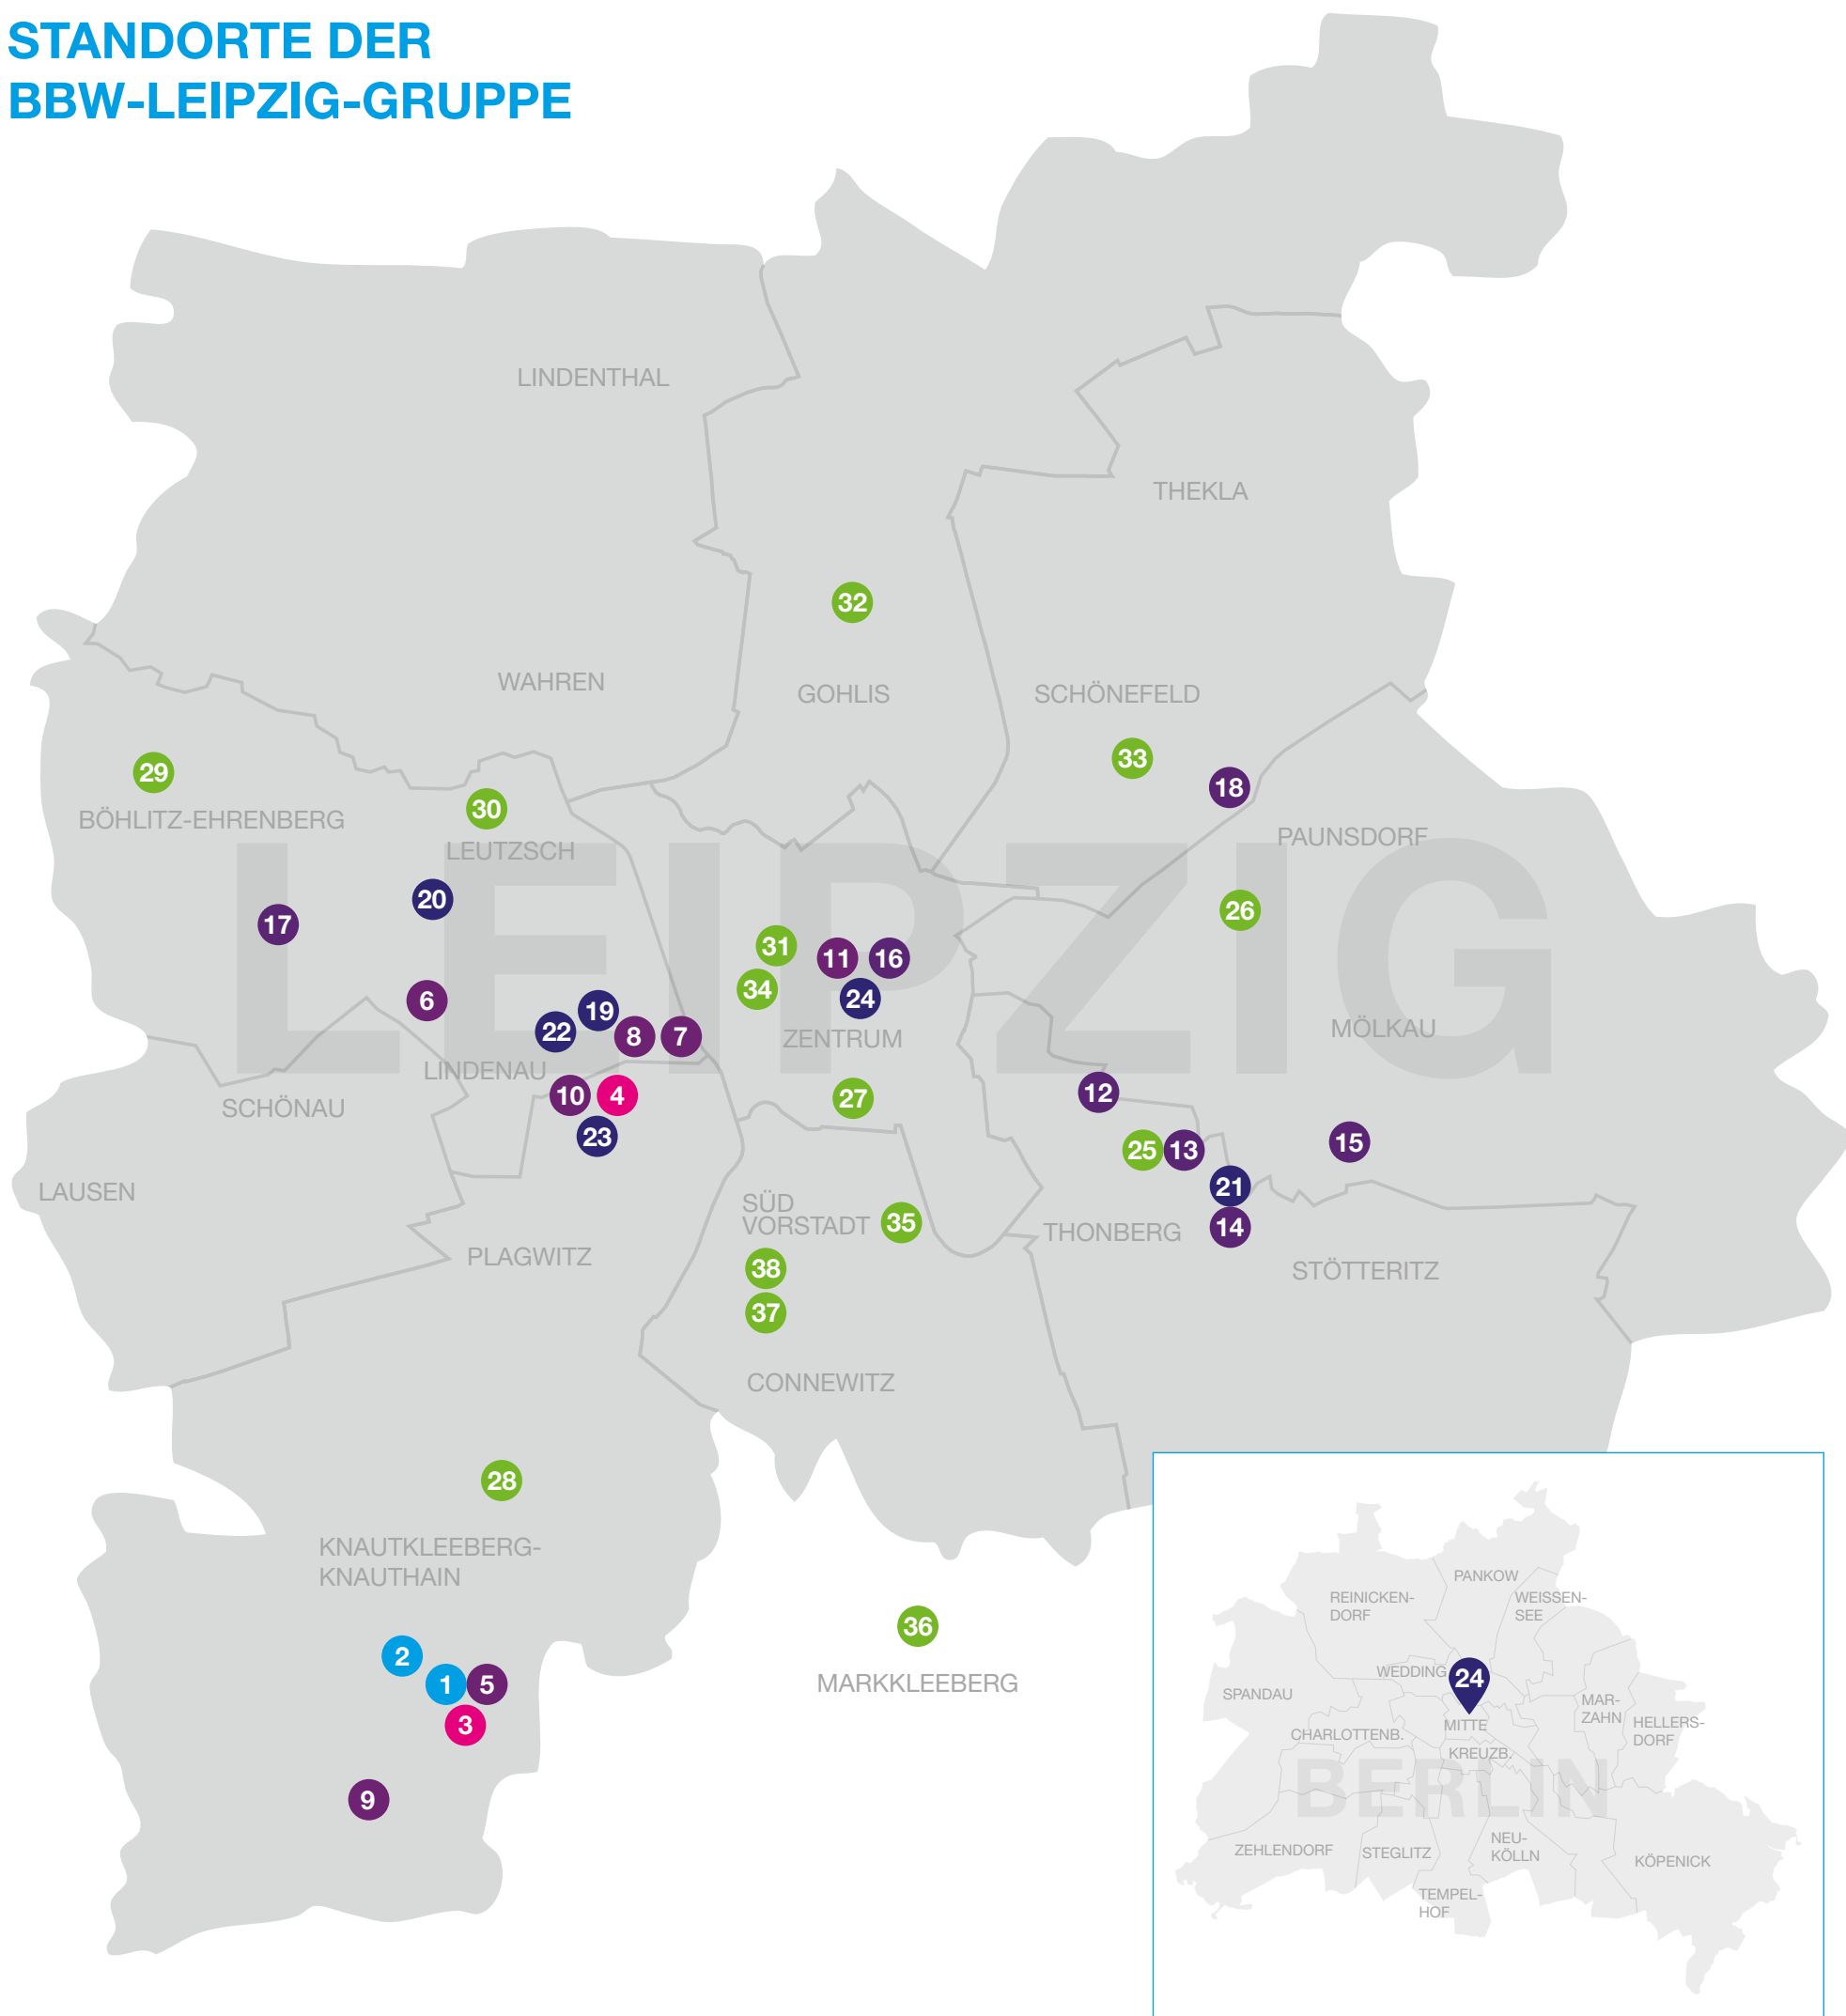 STANDORTE DER
BBW-LEIPZIG-GRUPPE
LINDENTHAL
THEKLA
32
WAHREN
GOHLIS
SCHÖNEFELD
33
29
18
30
BÖHLITZ-EHRENBERG
PAUNSDORF
LEUTZSCH
20
26
17
31
11
16
LEIPZIG
34
24
6
19
22
8
7
ZENTRUM
MÖLKAU
LINDENAU
10
4
27
12
SCHÖNAU
23
25
13
15
LAUSEN
21
SÜD
VORSTADT
35
THONBERG
14
PLAGWITZ
38
STÖTTERITZ
37
CONNEWITZ
28
KNAUTKLEEBERG-
KNAUTHAIN
36
MARKKLEEBERG
2
1
5
3
9
PANKOW
REINICKEN-
DORF
WEISSEN-
SEE
WEDDING
24
SPANDAU
MAR-
ZAHN
CHARLOTTENB.
MITTE
HELLERS-
DORF
KREUZB.
BERLIN
ZEHLENDORF
STEGLITZ
NEU-
KÖLLN
KÖPENICK
TEMPEL-
HOF